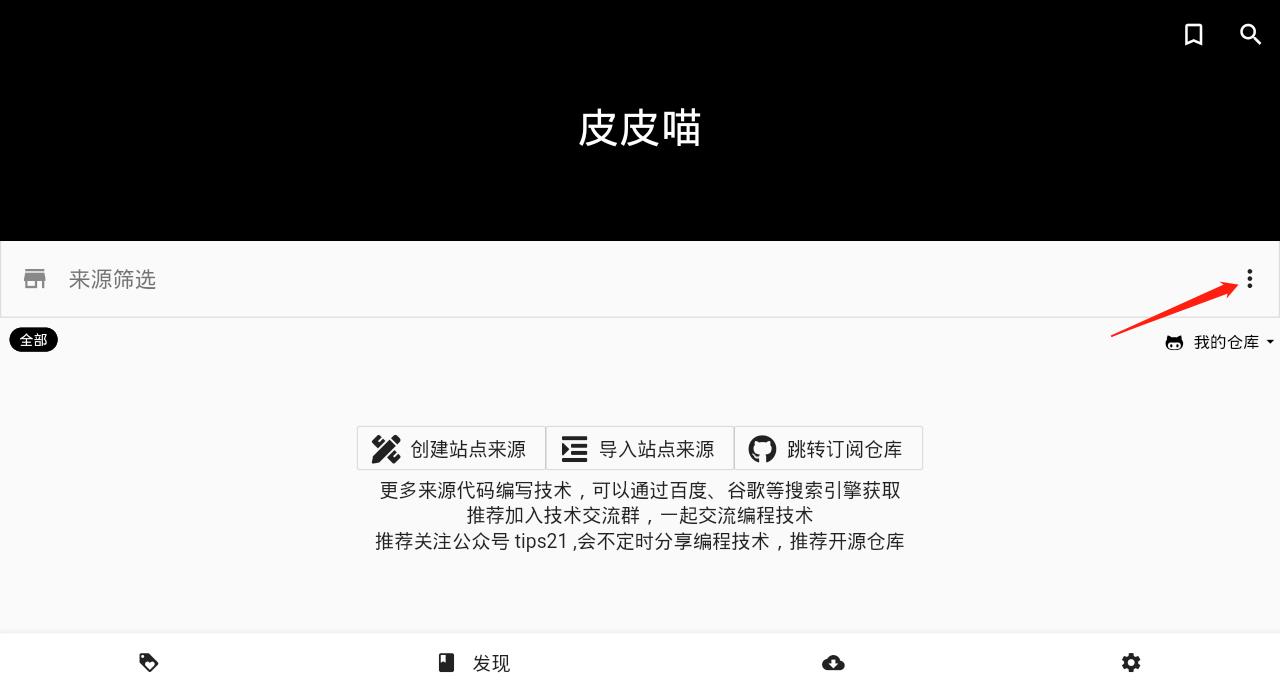 皮皮喵
来源筛选
全部
我的仓库
创建站点来源
导入站点来源
跳转订阅仓库
更多来源代码编写技术，可以通过百度、谷歌等搜索引擎获取
推荐加入技术交流群，一起交流编程技术
推荐关注公众号 tips21 ,会不定时分享编程技术，推荐开源仓库
发现